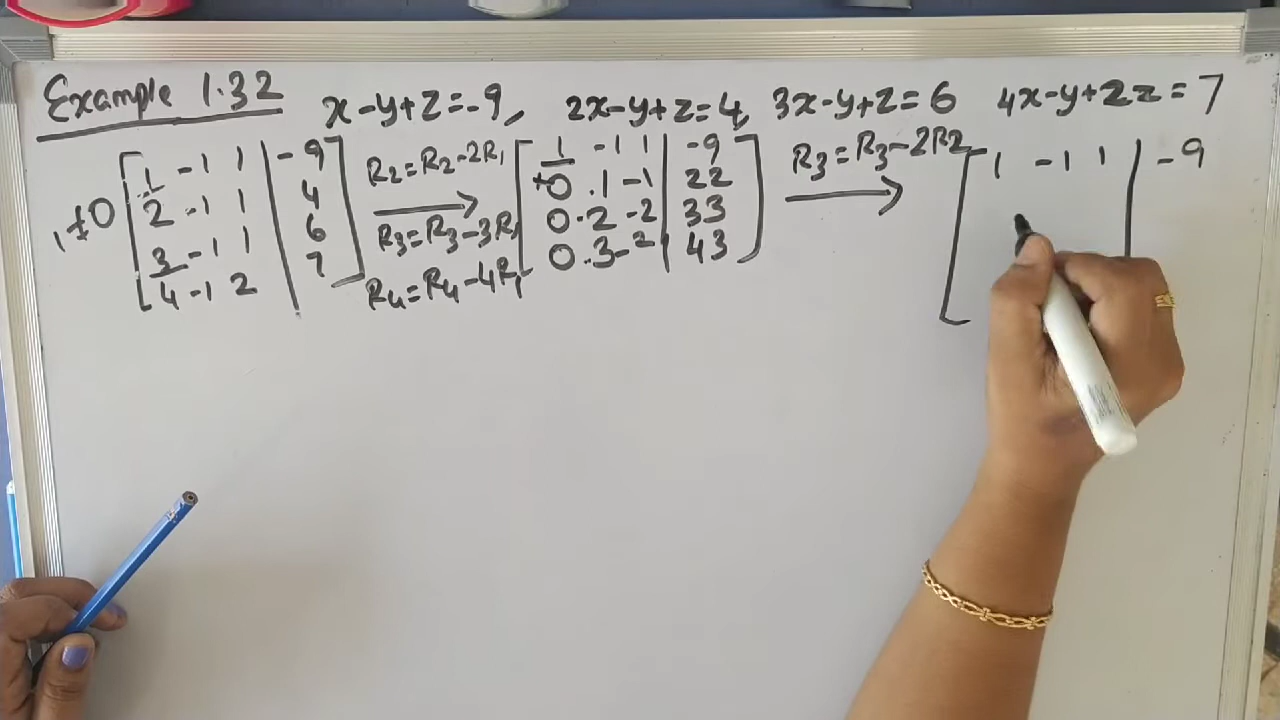 Example 1.32 x-y+z=-9, 2x-y+z=4, 3x-y+z=6 4x-y+2z=7
1 -1 1 | -9 R2=R2-2R1 1 -1 1 | -9 R3=R3-2R2 1 -1 1 | -9
1≠0 2 -1 1 | 4 0 1 -1 | 22
3 -1 1 | 6 R3=R3-3R1 0 2 -2 | 33
4 -1 2 | 7 R4=R4-4R1 0 3 -2 | 43